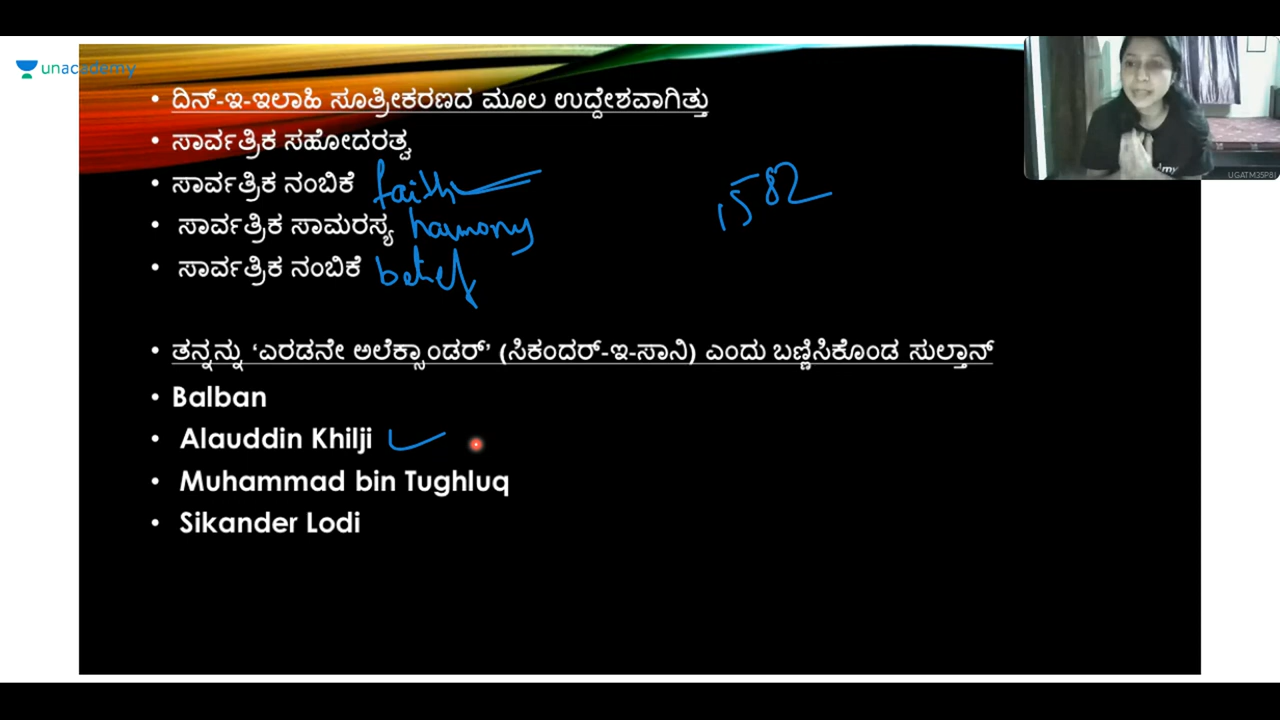 unacademy
• ದಿನ್-ಇ-ಇಲಾಹಿ ಸೂತ್ರೀಕರಣದ ಮೂಲ ಉದ್ದೇಶವಾಗಿತ್ತು
• ಸಾರ್ವತ್ರಿಕ ಸಹೋದರತ್ವ
• ಸಾರ್ವತ್ರಿಕ ನಂಬಿಕೆ faith
1582
• ಸಾರ್ವತ್ರಿಕ ಸಾಮರಸ್ಯ harmony
• ಸಾರ್ವತ್ರಿಕ ನಂಬಿಕೆ belief
• ತನ್ನನ್ನು ‘ಎರಡನೇ ಅಲೆಕ್ಸಾಂಡರ್’ (ಸಿಕಂದರ್-ಇ-ಸಾನಿ) ಎಂದು ಬಣ್ಣಿಸಿಕೊಂಡ ಸುಲ್ತಾನ್
• Balban
• Alauddin Khilji
• Muhammad bin Tughluq
• Sikander Lodi
UGATM35P8I